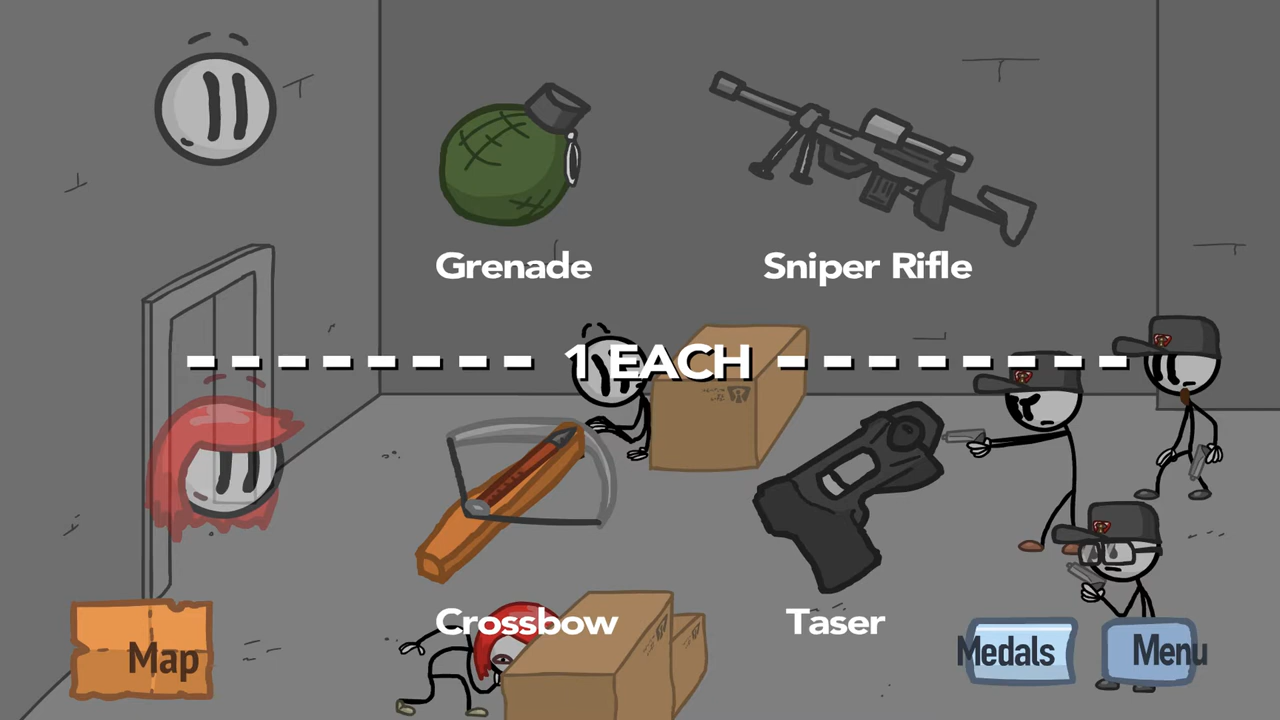 Grenade
Sniper Rifle
1 EACH
Crossbow
Taser
Map
Medals
Menu